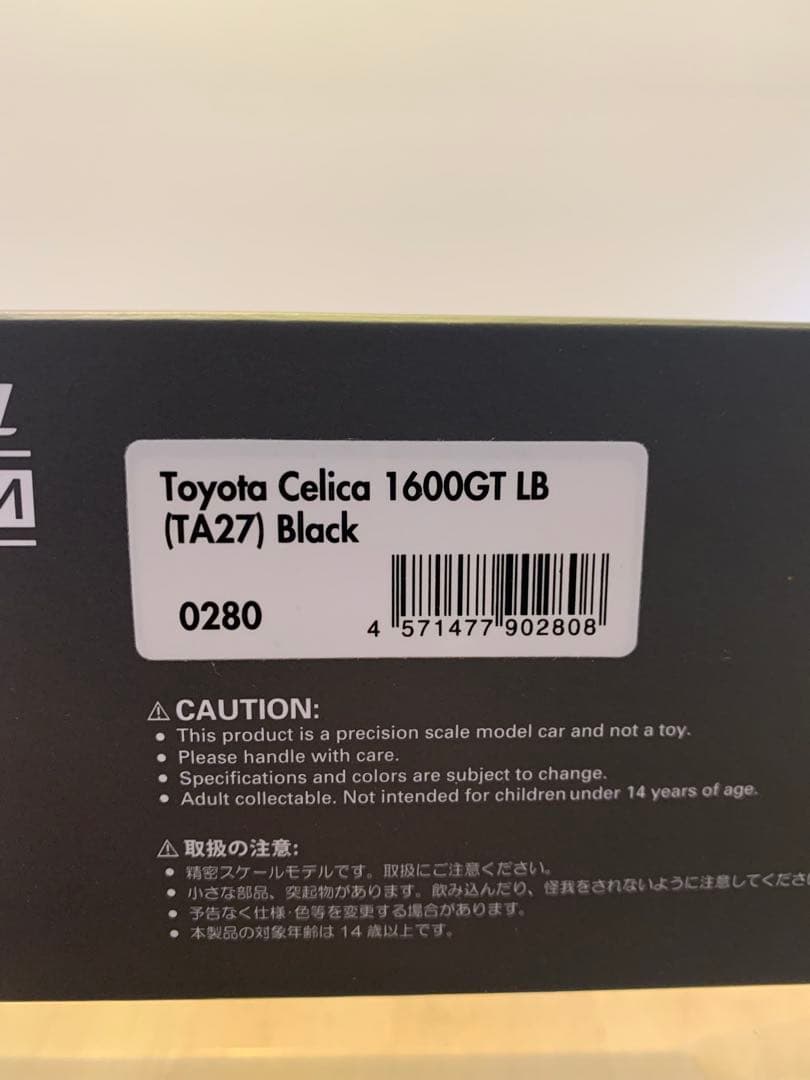 Toyota Celica 1600GT LB
(TA27) Black
0280
4 571477 902808
⚠ CAUTION:
● This product is a precision scale model car and not a toy.
● Please handle with care.
● Specifications and colors are subject to change.
● Adult collectable. Not intended for children under 14 years of age.
⚠ 取扱の注意:
● 精密スケールモデルです。取扱にご注意ください。
● 小さな部品、突起物があります。飲み込んだり、怪我をされないように注意してくださ
● 予告なく仕様・色等を変更する場合があります。
● 本製品の対象年齢は 14 歳以上です。